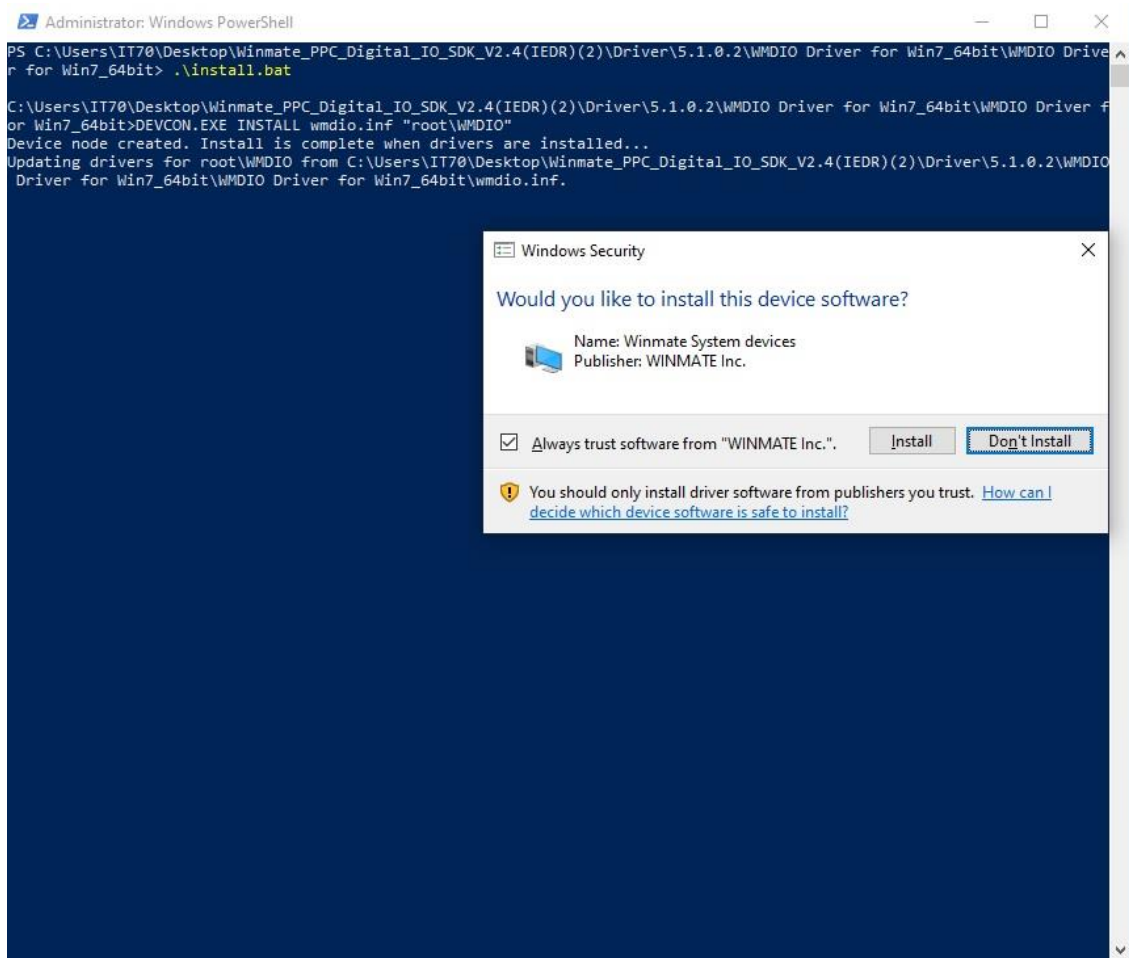 Administrator: Windows PowerShell
PS C:\Users\IT70\Desktop\Winmate_PPC_Digital_IO_SDK_V2.4(IEDR)(2)\Driver\5.1.0.2\WMDIO Driver for Win7_64bit\WMDIO Drive
r for Win7_64bit> .\install.bat
C:\Users\IT70\Desktop\Winmate_PPC_Digital_IO_SDK_V2.4(IEDR)(2)\Driver\5.1.0.2\WMDIO Driver for Win7_64bit\WMDIO Driver f
or Win7_64bit>DEVCON.EXE INSTALL wmdio.inf "root\WMDIO"
Device node created. Install is complete when drivers are installed...
Updating drivers for root\WMDIO from C:\Users\IT70\Desktop\Winmate_PPC_Digital_IO_SDK_V2.4(IEDR)(2)\Driver\5.1.0.2\WMDIO
 Driver for Win7_64bit\WMDIO Driver for Win7_64bit\wmdio.inf.
Windows Security
Would you like to install this device software?
Name: Winmate System devices
Publisher: WINMATE Inc.
Always trust software from "WINMATE Inc.".
Install
Don't Install
You should only install driver software from publishers you trust. How can I
decide which device software is safe to install?